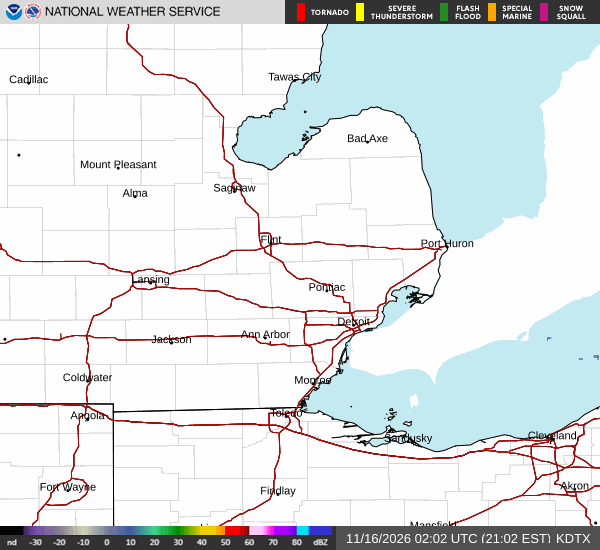 NATIONAL WEATHER SERVICE
TORNADO
SEVERE THUNDERSTORM
FLASH FLOOD
SPECIAL MARINE
SNOW SQUALL
Tawas City
Cadillac
Bad Axe
Mount Pleasant
Alma
Saginaw
Flint
Port Huron
ansing
Pontiac
Detroit
Ann Arbor
Jackson
Coldwater
Monroe
Angola
Toledo
Sandusky
Cleveland
Fort Wayne
Findlay
Akron
Mansfield
nd -30 -20 -10 0 10 20 30 40 50 60 70 80 dBZ
11/16/2026 02:02 UTC (21:02 EST) KDTX